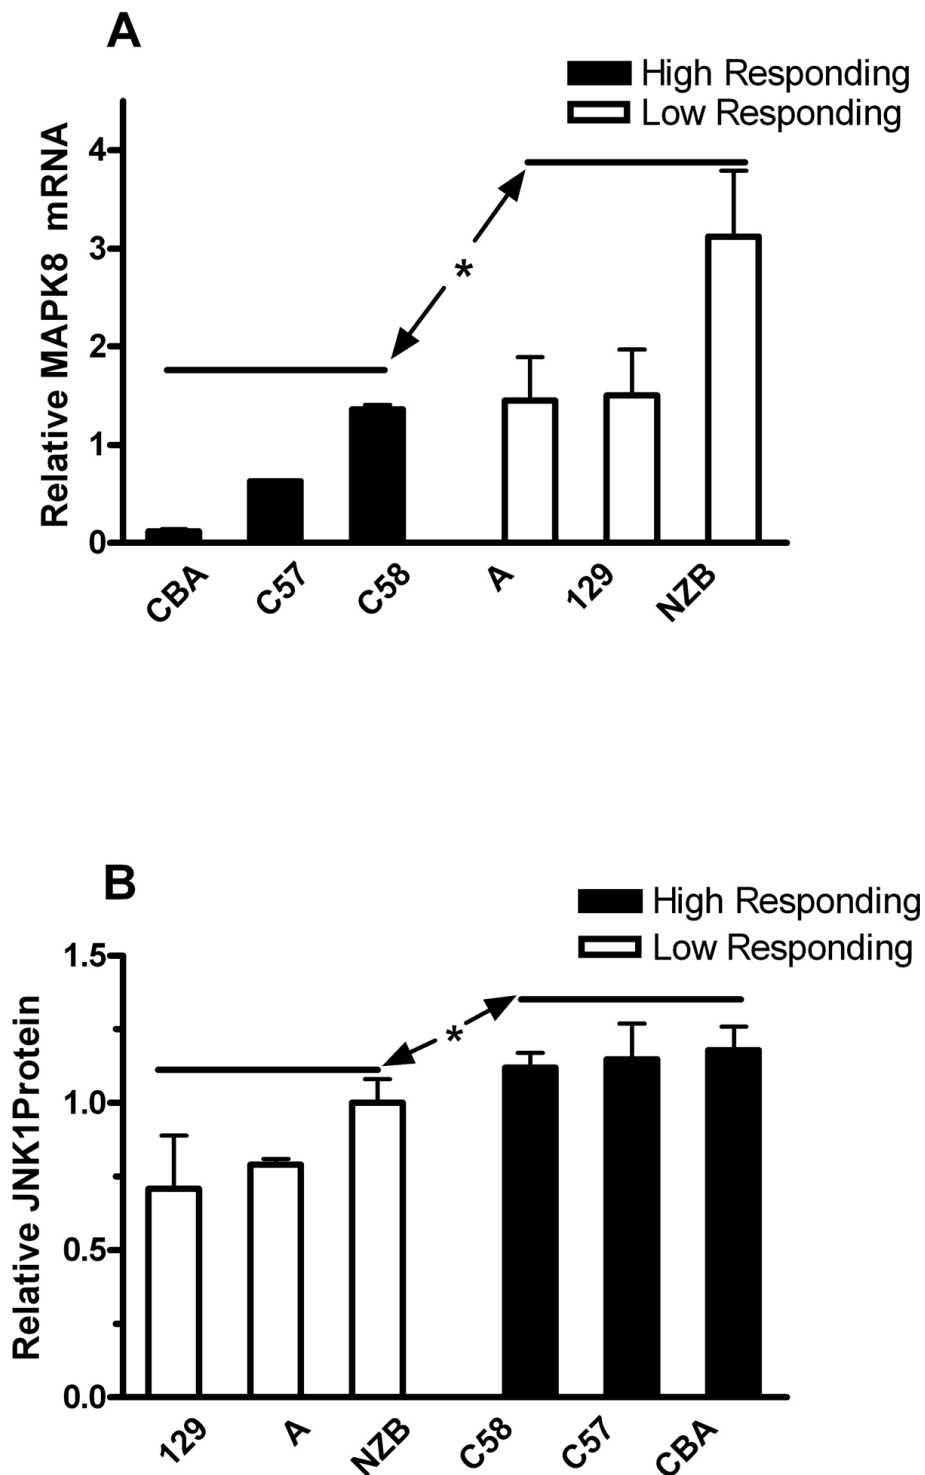 A
High Responding
Low Responding
Relative MAPK8 mRNA
4
3
2
1
0
*
CBA
C57
C58
A
129
NZB
B
High Responding
Low Responding
Relative JNK1Protein
1.5
1.0
0.5
0.0
*
129
A
NZB
C58
C57
CBA